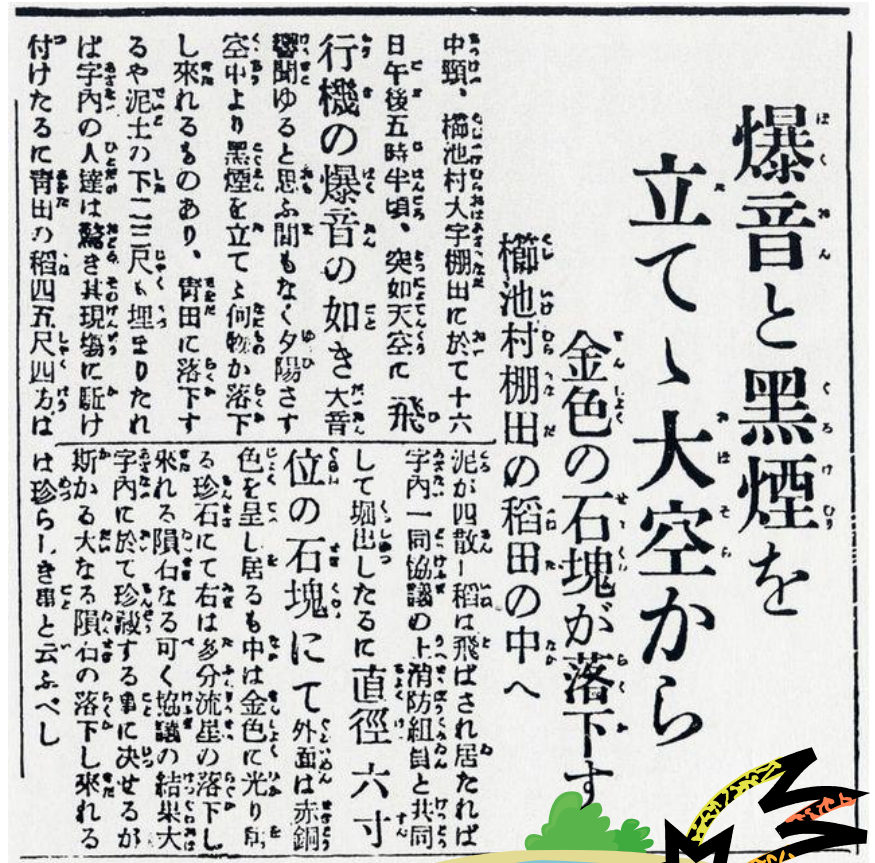 爆音と黒煙を
立てゝ大空から
金色の石塊が落下す
櫛池村棚田の稲田の中へ
中頸、櫛池村大字棚田に於て十六
日午後五時半頃、突如天空に飛
行機の爆音の如き大音
響聞ゆると思ふ間もなく夕陽さす
空中より黒煙を立てゝ何物か落下
し來れるものあり、靑田に落下す
るや泥土の下二三尺も埋まりたれ
ば字內の人達は驚き其現塲に駈け
付けたるに靑田の稲四五尺四方は
泥が四散し稲は飛ばされ居たれば
字內一同協議の上消防組員と共同
して堀出したるに直徑六寸
位の石塊にて外面は赤銅
色を呈し居るも中は金色に光り
る珍石にて右は多分流星の落下し
來れる隕石なる可く協議の結果大
字內に於て珍藏する事に决せるが
斯かる大なる隕石の落下し來れる
は珍らしき事と云ふべし